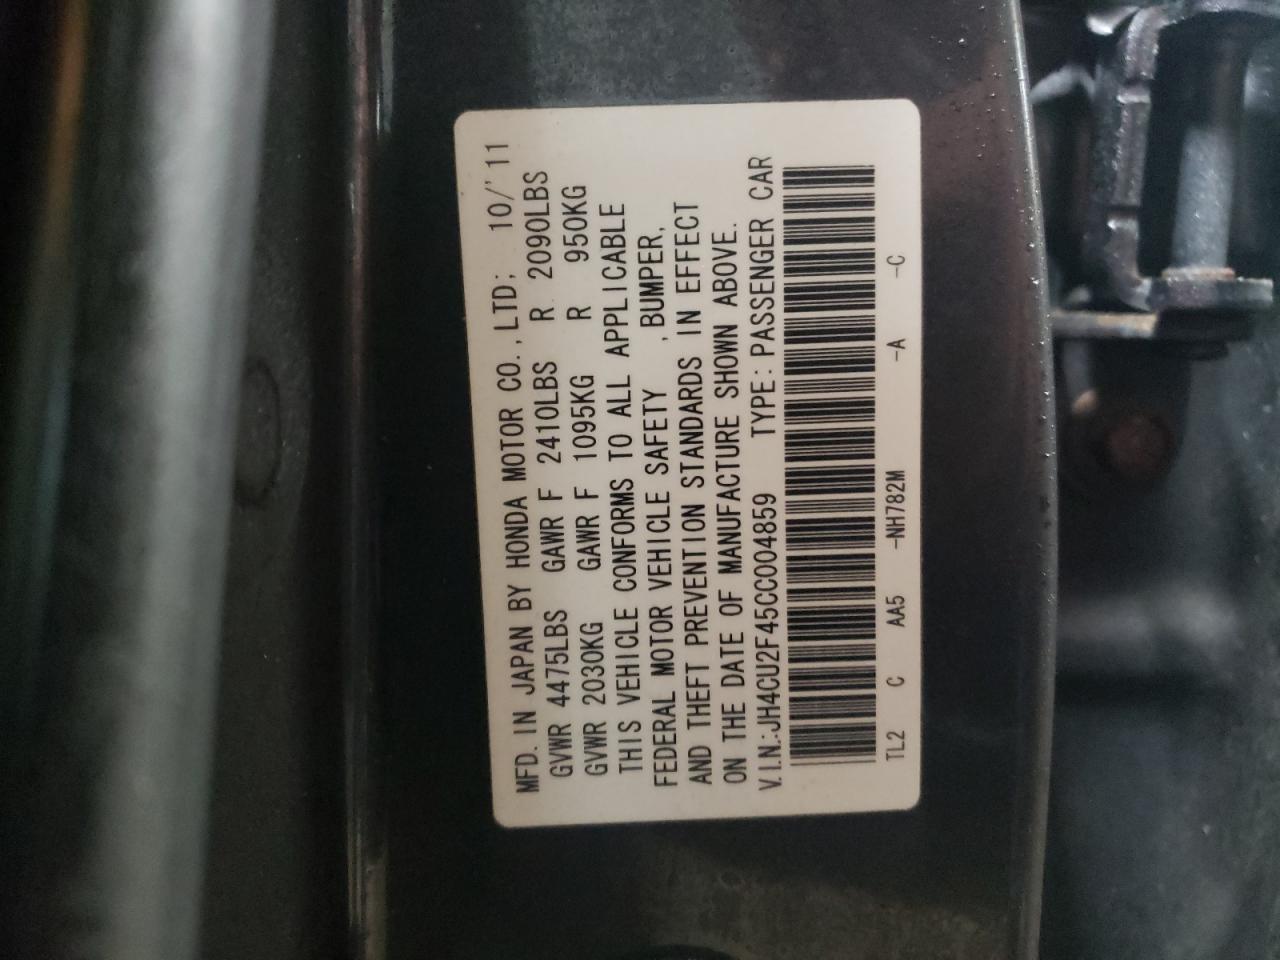 MFD. IN JAPAN BY HONDA MOTOR CO., LTD; 10/'11
GVWR 4475LBS GAWR F 2410LBS R 2090LBS
GVWR 2030KG GAWR F 1095KG R 950KG
THIS VEHICLE CONFORMS TO ALL APPLICABLE
FEDERAL MOTOR VEHICLE SAFETY , BUMPER,
AND THEFT PREVENTION STANDARDS IN EFFECT
ON THE DATE OF MANUFACTURE SHOWN ABOVE.
V.I.N.:JH4CU2F45CC004859 TYPE: PASSENGER CAR
TL2 C AA5 -NH782M -A -C